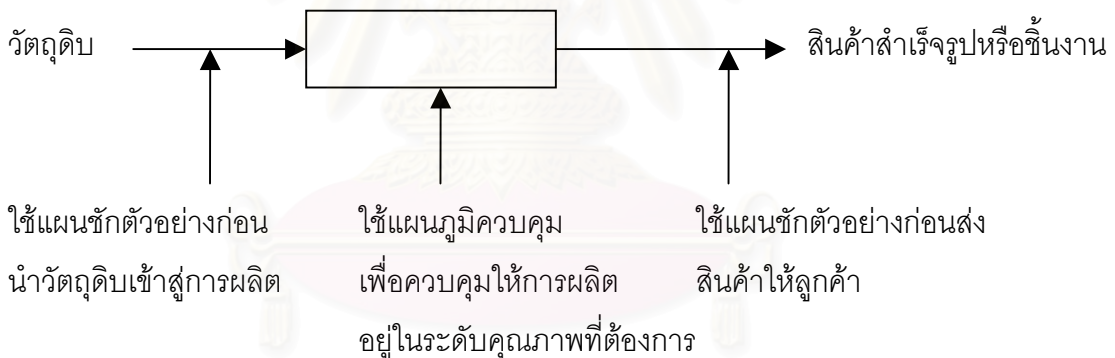 วัตถุดิบ
สินค้าสำเร็จรูปหรือชิ้นงาน
ใช้แผนชักตัวอย่างก่อน
นำวัตถุดิบเข้าสู่การผลิต
ใช้แผนภูมิควบคุม
เพื่อควบคุมให้การผลิต
อยู่ในระดับคุณภาพที่ต้องการ
ใช้แผนชักตัวอย่างก่อนส่ง
สินค้าให้ลูกค้า